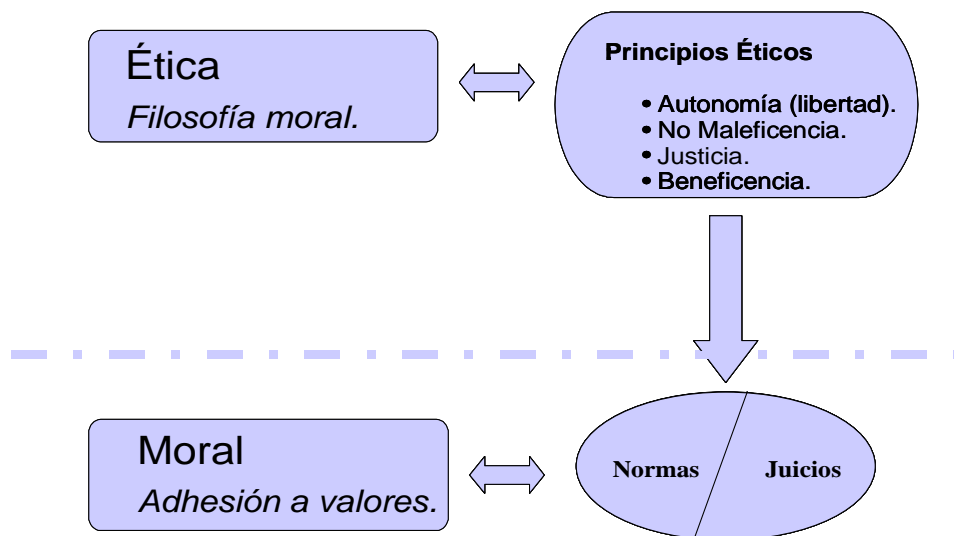 Ética
Filosofía moral.
Principios Éticos
• Autonomía (libertad).
• No Maleficencia.
• Justicia.
• Beneficencia.
Moral
Adhesión a valores.
Normas Juicios